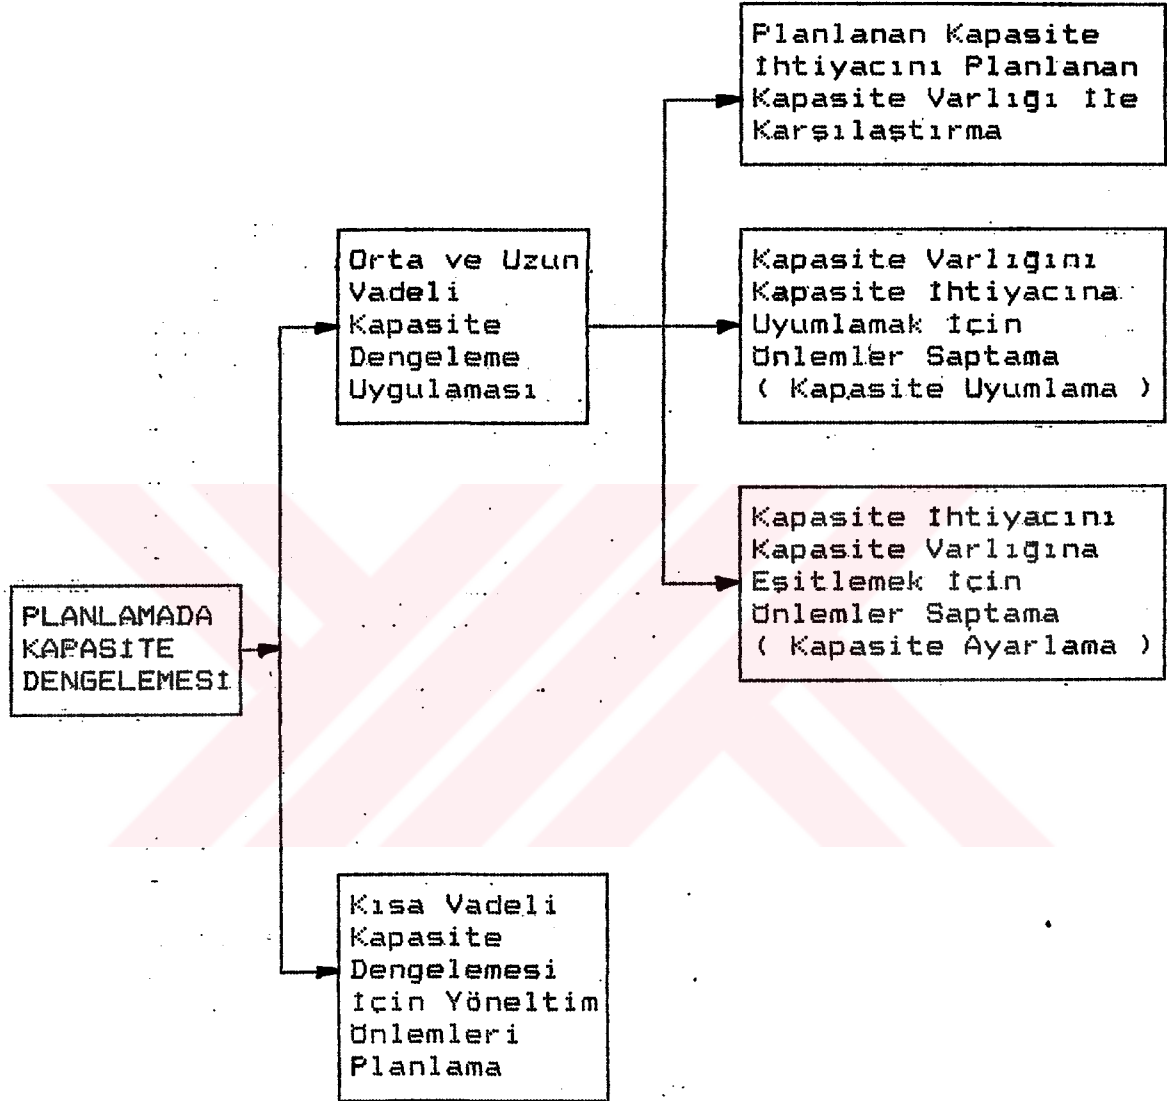 Planlanan Kapasite
İhtiyacını Planlanan
Kapasite Varlığı İle
Karşılaştırma
Orta ve Uzun
Vadeli
Kapasite
Dengeleme
Uygulaması
Kapasite Varlığını
Kapasite İhtiyacına
Uyumlamak İçin
Önlemler Saptama
( Kapasite Uyumlama )
Kapasite İhtiyacını
Kapasite Varlığına
Eşitlemek İçin
Önlemler Saptama
( Kapasite Ayarlama )
PLANLAMADA
KAPASİTE
DENGELEMESİ
Kısa Vadeli
Kapasite
Dengelemesi
İçin Yöneltim
Önlemleri
Planlama